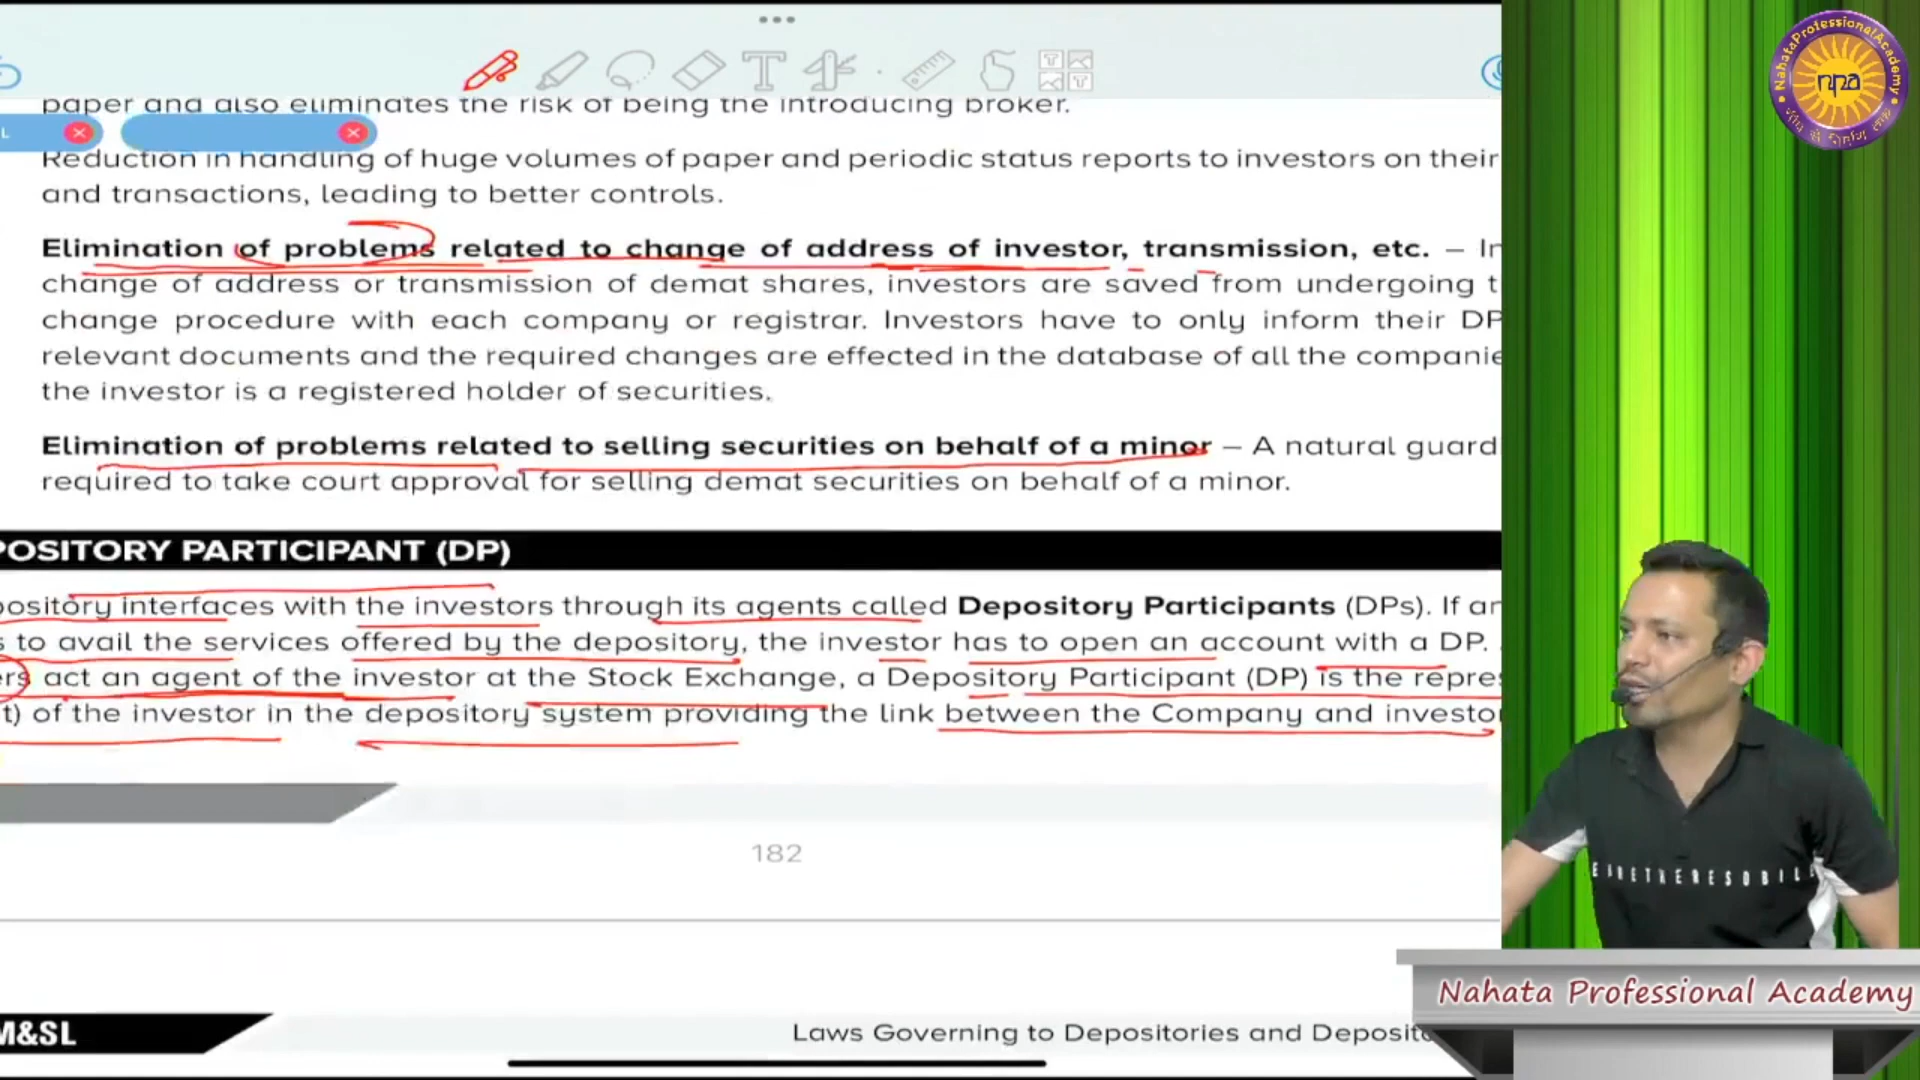 paper and also eliminates the risk of being the introducing broker.
L
Reduction in handling of huge volumes of paper and periodic status reports to investors on their
and transactions, leading to better controls.
Elimination of problems related to change of address of investor, transmission, etc. – In
change of address or transmission of demat shares, investors are saved from undergoing t
change procedure with each company or registrar. Investors have to only inform their DP
relevant documents and the required changes are effected in the database of all the companie
the investor is a registered holder of securities.
Elimination of problems related to selling securities on behalf of a minor – A natural guard
required to take court approval for selling demat securities on behalf of a minor.
POSITORY PARTICIPANT (DP)
pository interfaces with the investors through its agents called Depository Participants (DPs). If an
s to avail the services offered by the depository, the investor has to open an account with a DP.
ers act an agent of the investor at the Stock Exchange, a Depository Participant (DP) is the repres
t) of the investor in the depository system providing the link between the Company and investo
182
M&SL
Laws Governing to Depositories and Deposito
NahataProfessionalAcademy
npa
Nahata Professional Academy